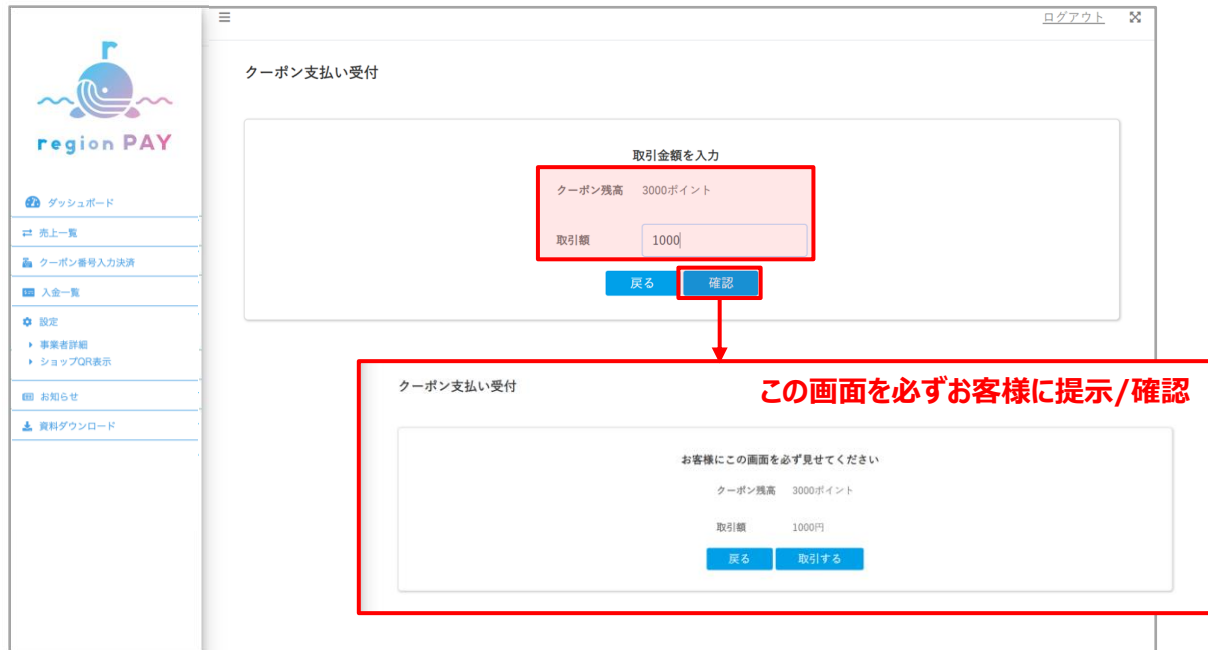 ログアウト
region PAY
ダッシュボード
売上一覧
クーポン番号入力決済
入金一覧
設定
事業者詳細
ショップQR表示
お知らせ
資料ダウンロード
クーポン支払い受付
取引金額を入力
クーポン残高 3000ポイント
取引額 1000
戻る 確認
クーポン支払い受付
この画面を必ずお客様に提示/確認
お客様にこの画面を必ず見せてください
クーポン残高 3000ポイント
取引額 1000円
戻る 取引する